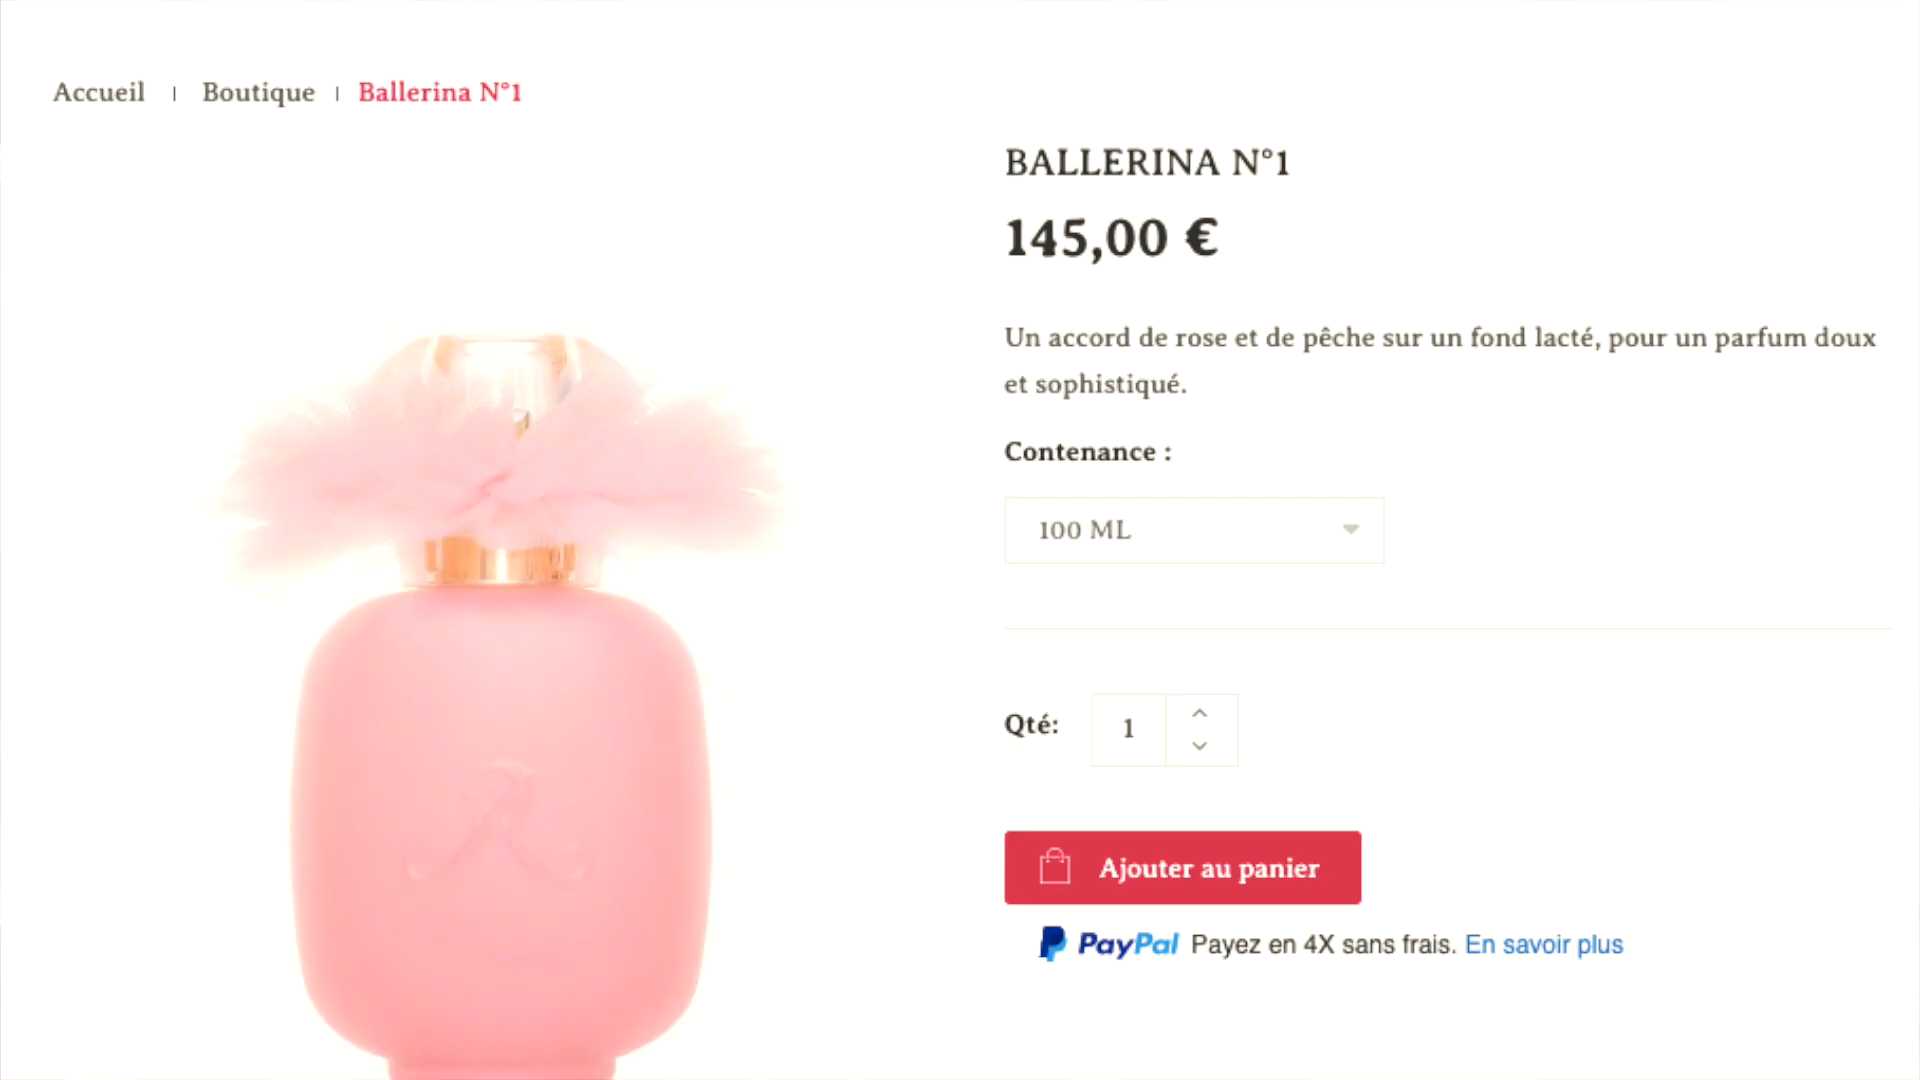 Accueil | Boutique | Ballerina N°1
BALLERINA N°1
145,00 €
Un accord de rose et de pêche sur un fond lacté, pour un parfum doux
et sophistiqué.
Contenance :
100 ML
Qté: 1
Ajouter au panier
PayPal Payez en 4X sans frais. En savoir plus
R